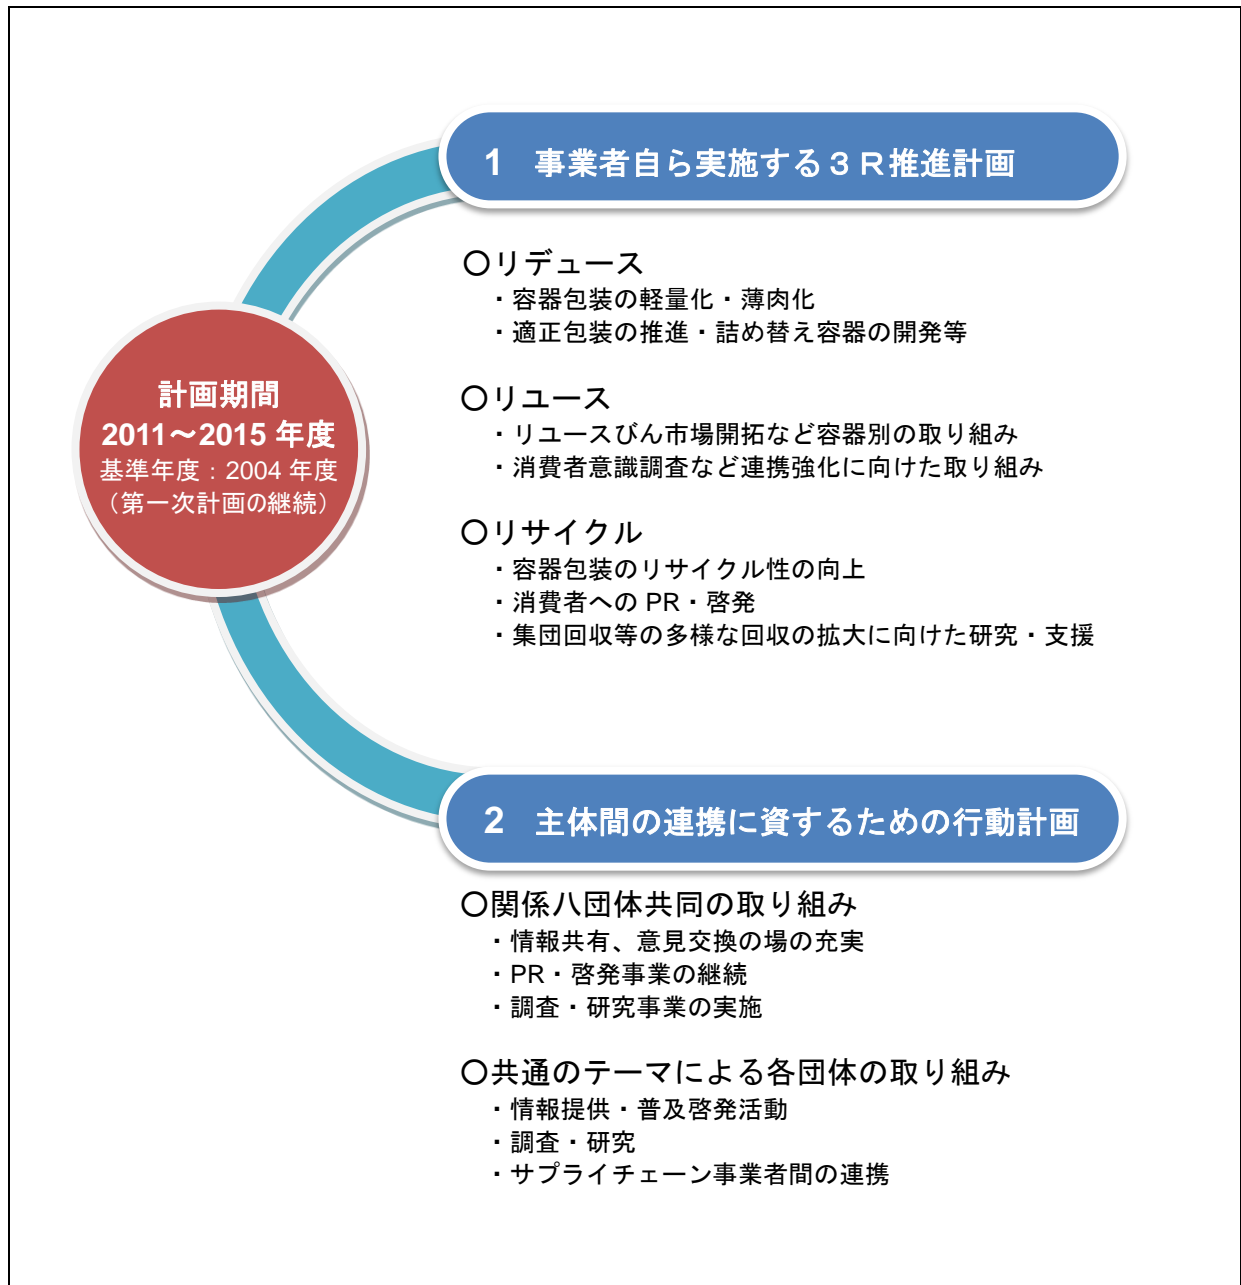 1 事業者自ら実施する３Ｒ推進計画
〇リデュース
・容器包装の軽量化・薄肉化
・適正包装の推進・詰め替え容器の開発等
計画期間
2011～2015 年度
基準年度：2004 年度
（第一次計画の継続）
〇リユース
・リユースびん市場開拓など容器別の取り組み
・消費者意識調査など連携強化に向けた取り組み
〇リサイクル
・容器包装のリサイクル性の向上
・消費者への PR・啓発
・集団回収等の多様な回収の拡大に向けた研究・支援
2 主体間の連携に資するための行動計画
〇関係八団体共同の取り組み
・情報共有、意見交換の場の充実
・PR・啓発事業の継続
・調査・研究事業の実施
〇共通のテーマによる各団体の取り組み
・情報提供・普及啓発活動
・調査・研究
・サプライチェーン事業者間の連携